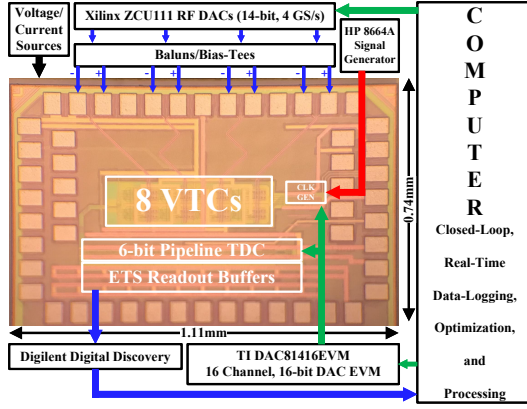 Voltage/
Current
Sources
Xilinx ZCU111 RF DACs (14-bit, 4 GS/s)
Baluns/Bias-Tees
HP 8664A
Signal
Generator
- + - + - + - +
8 VTCs
CLK
GEN
6-bit Pipeline TDC
ETS Readout Buffers
0.74mm
1.11mm
Digilent Digital Discovery
TI DAC81416EVM
16 Channel, 16-bit DAC EVM
COMPUTER
Closed-Loop,
Real-Time
Data-Logging,
Optimization,
and
Processing